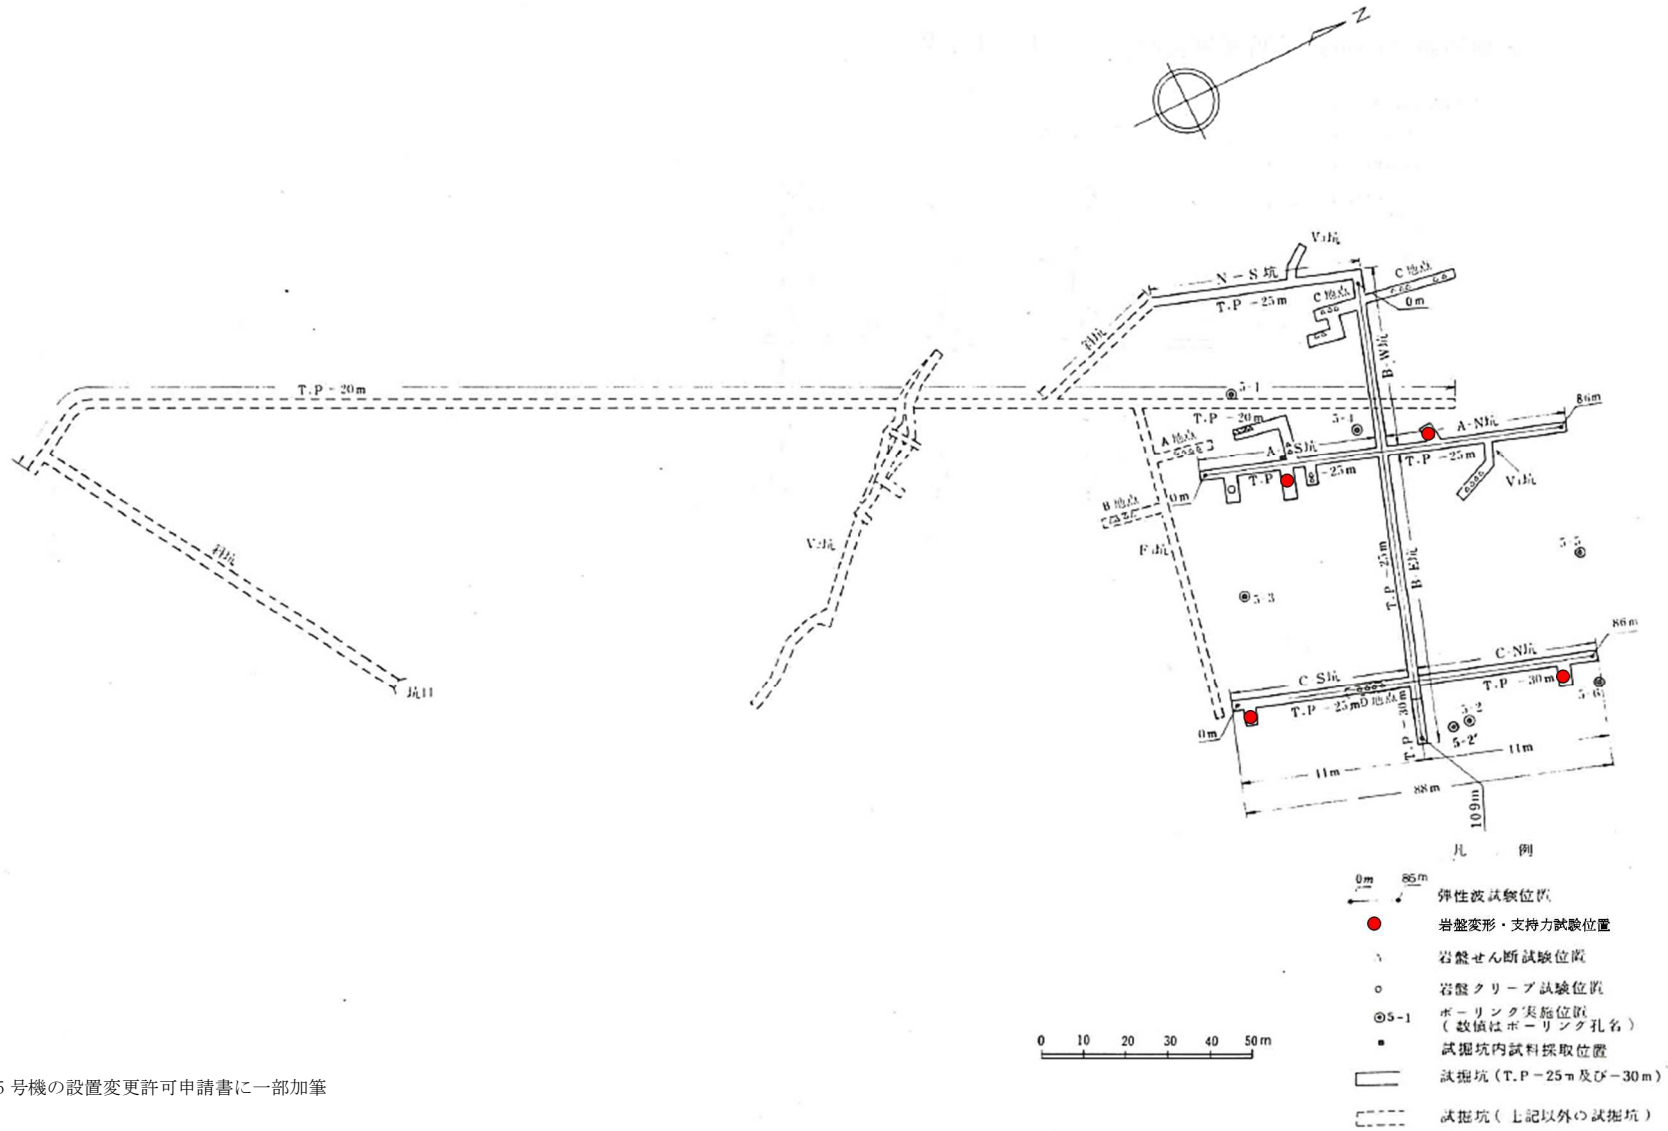 N
V₃坑
N-S坑
C 地点
T.P -25m
C 地点
0m
斜坑
B-W坑
T.P -20m
5-1
86m
T.P -20m
5-4
A-N坑
A 地点
A-S坑
T.P -25m
T.P -25m
V₁坑
B 地点
0m
V₂坑
F坑
5-5
斜坑
T.P -25m
B-E坑
5-3
86m
C-N坑
坑口
C-S坑
T.P -30m
5-6
T.P -25m
D地点
T.P -30m
5-2
5-2'
0m
11m
11m
88m
109m
凡 例
0m 86m 弾性波試験位置
岩盤変形・支持力試験位置
岩盤せん断試験位置
岩盤クリープ試験位置
5-1 ボーリング実施位置
(数値はボーリング孔名)
試掘坑内試料採取位置
0 10 20 30 40 50m
試掘坑(T.P-25m及び-30m)
5号機の設置変更許可申請書に一部加筆
試掘坑(上記以外の試掘坑)